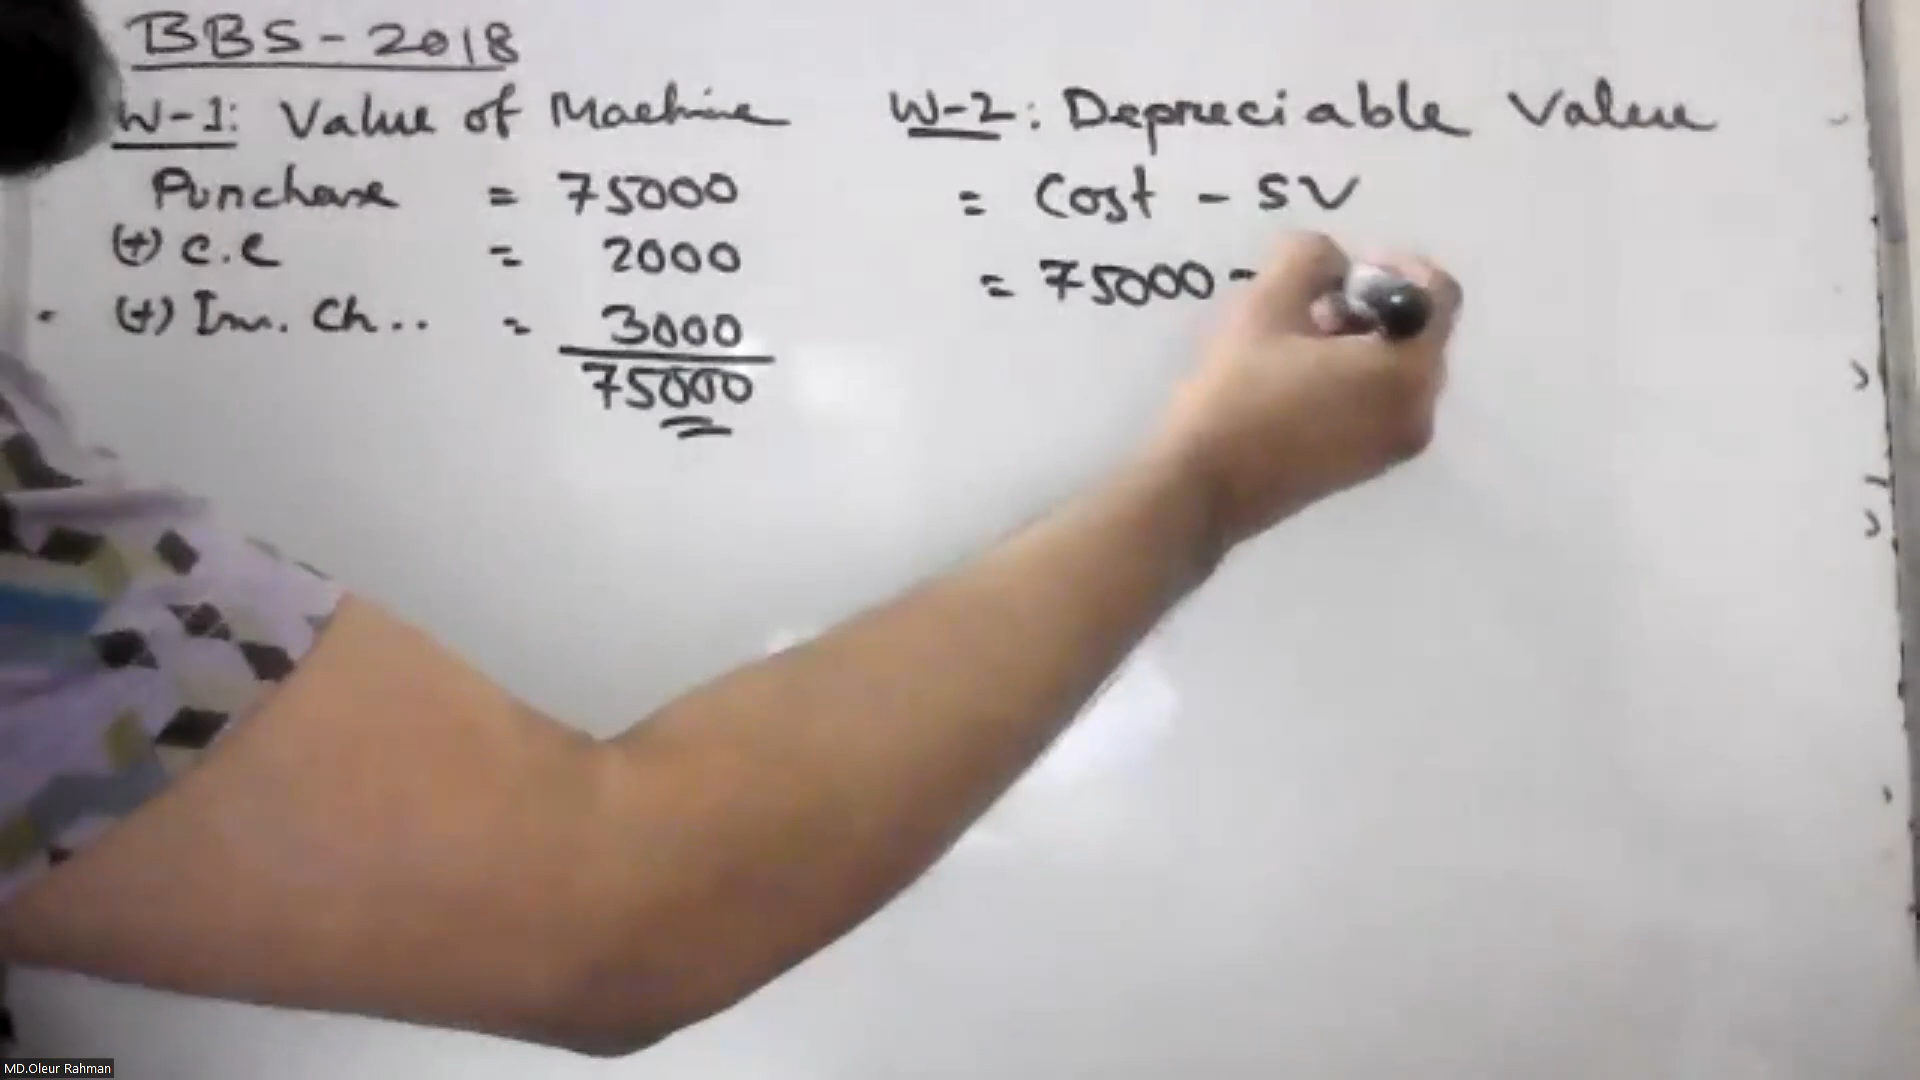 BBS-2018
W-1: Value of Machine
Purchase = 75000
(+) C.C = 2000
(+) Ins. Ch.. = 3000
75000
W-2: Depreciable Value
= Cost - SV
= 75000 -
MD.Oleur Rahman